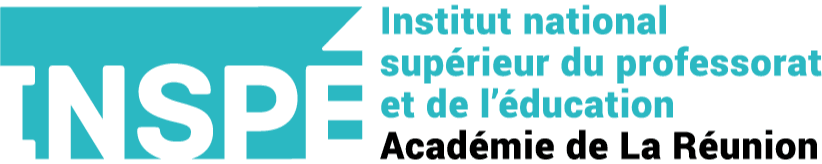 INSPÉ
Institut national
supérieur du professorat
et de l'éducation
Académie de La Réunion